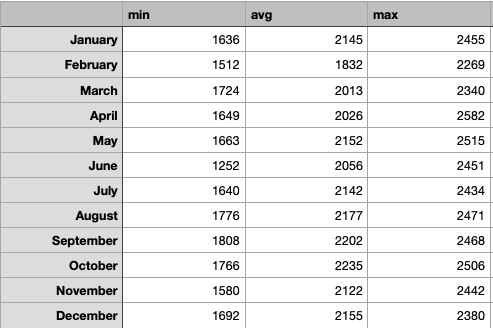 min avg max
January 1636 2145 2455
February 1512 1832 2269
March 1724 2013 2340
April 1649 2026 2582
May 1663 2152 2515
June 1252 2056 2451
July 1640 2142 2434
August 1776 2177 2471
September 1808 2202 2468
October 1766 2235 2506
November 1580 2122 2442
December 1692 2155 2380